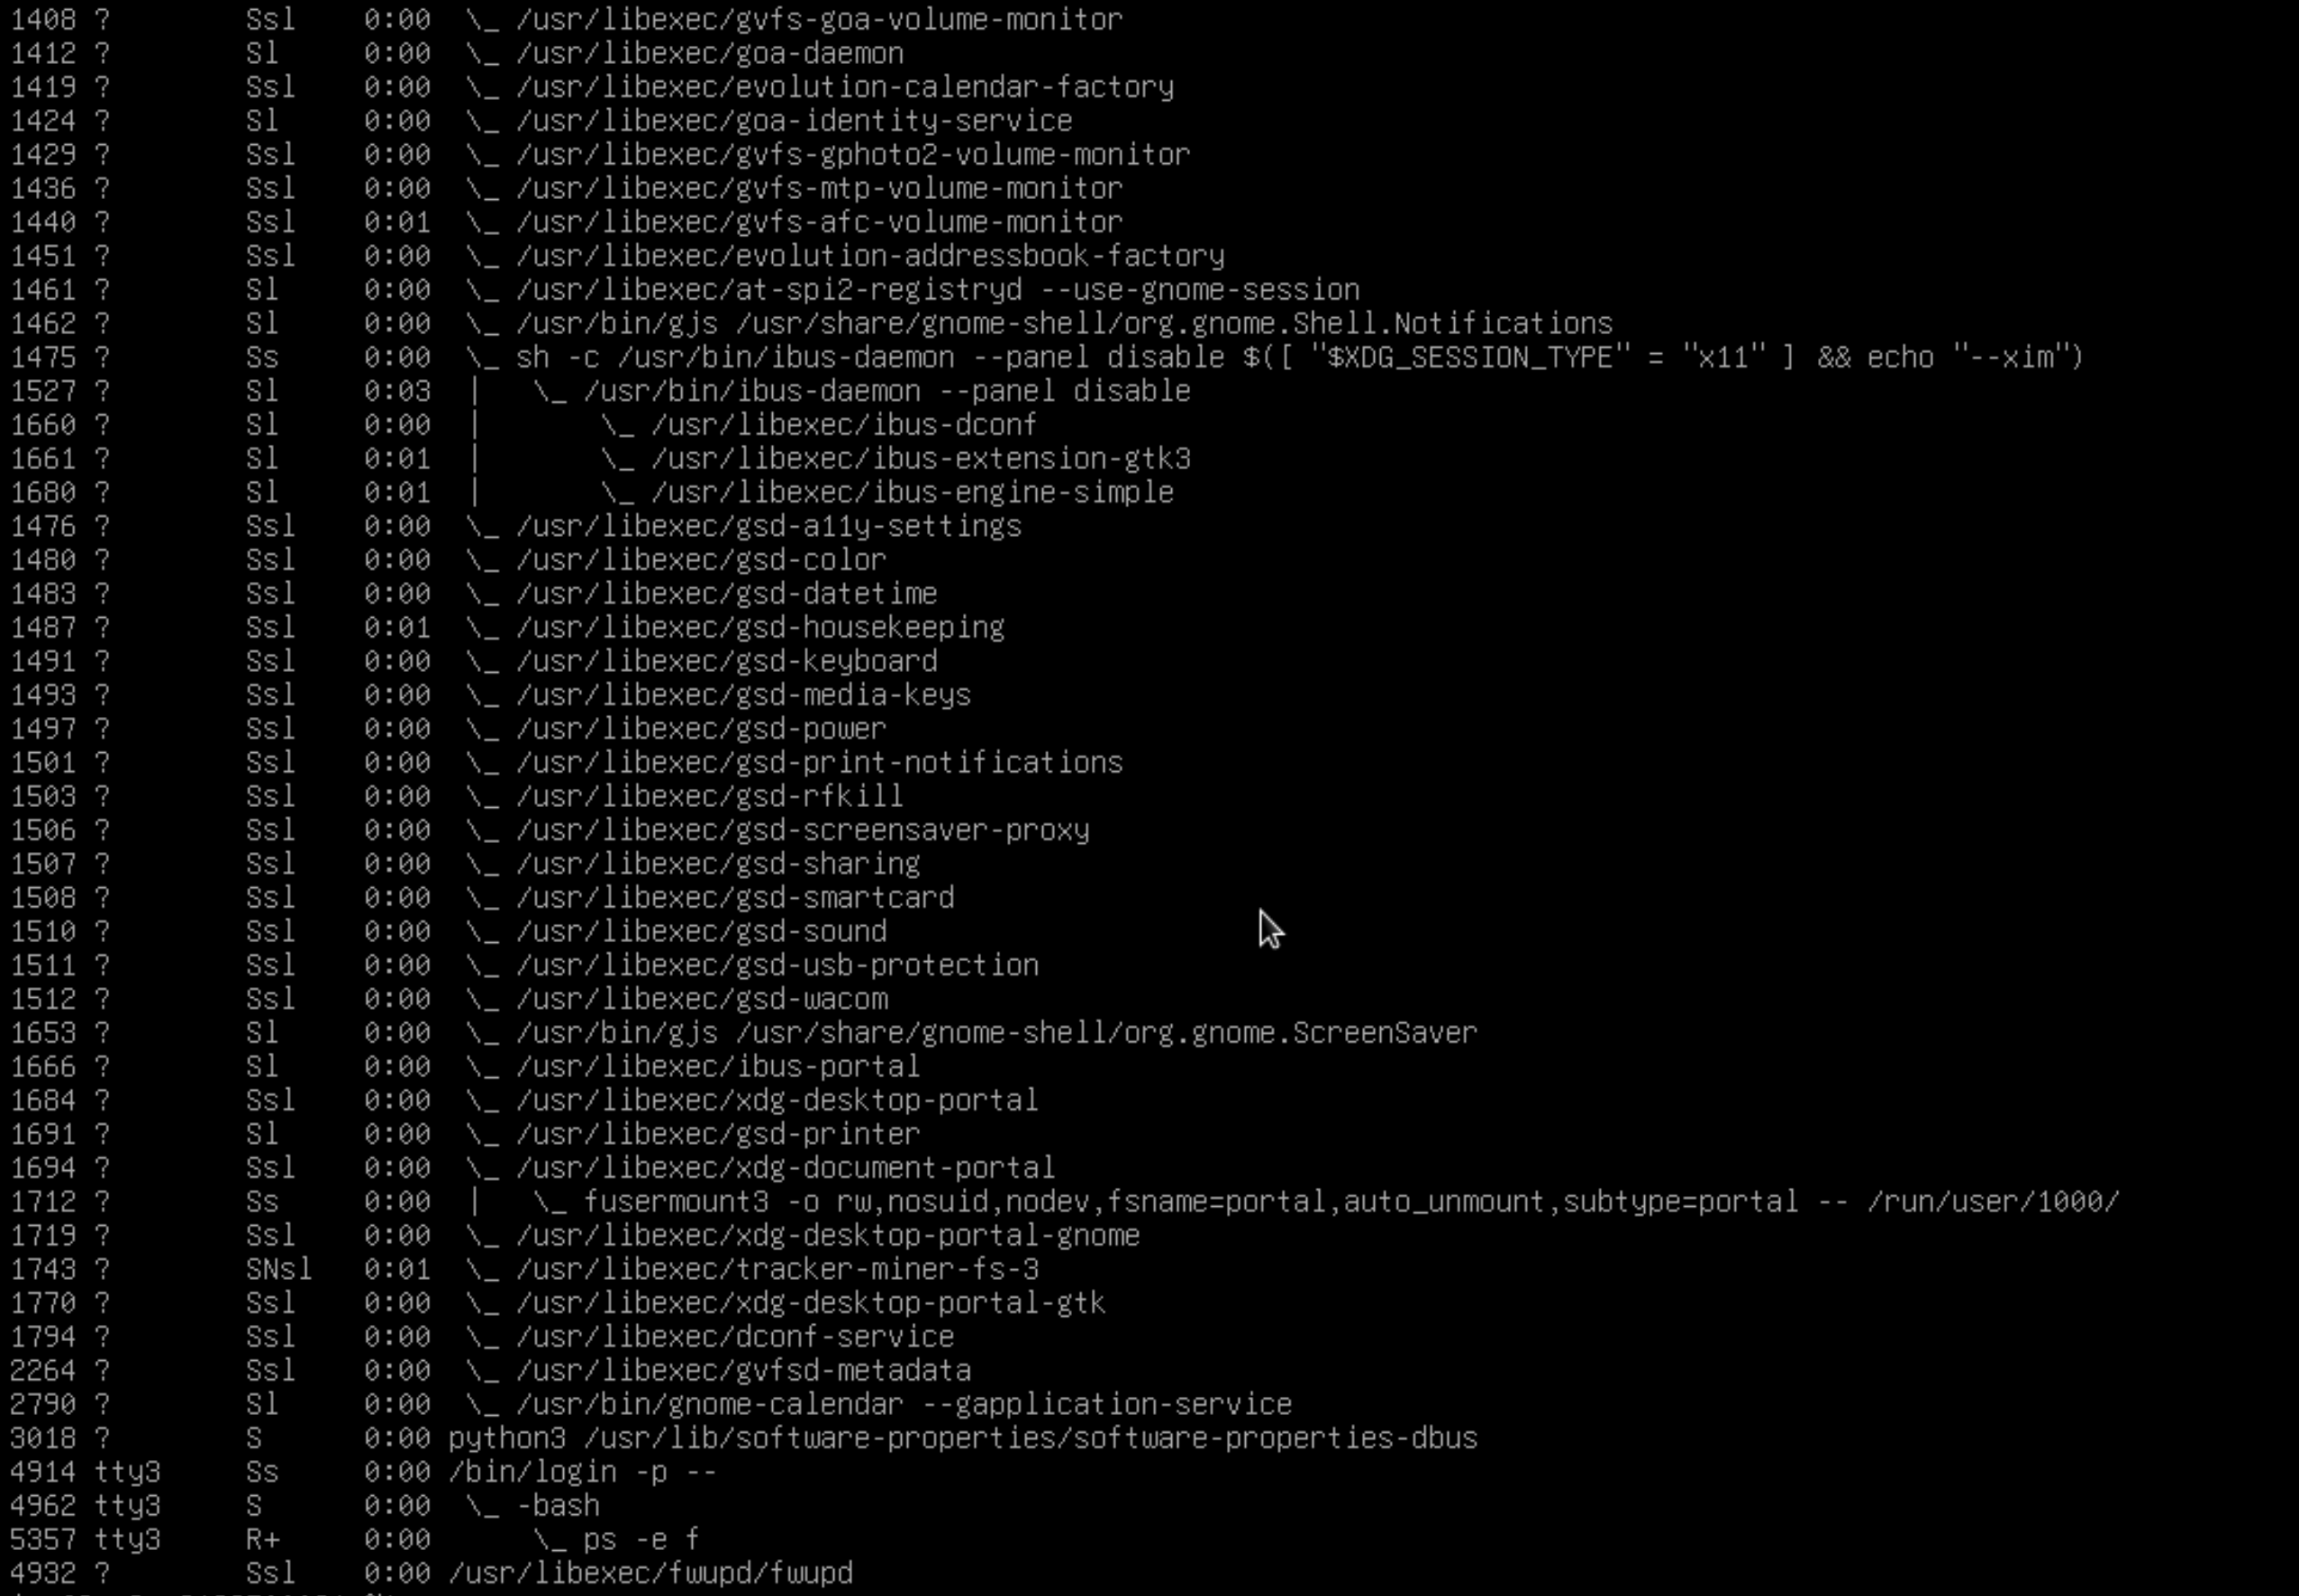 1408 ?        Ssl    0:00  \_ /usr/libexec/gvfs-goa-volume-monitor
1412 ?        Sl     0:00  \_ /usr/libexec/goa-daemon
1419 ?        Ssl    0:00  \_ /usr/libexec/evolution-calendar-factory
1424 ?        Sl     0:00  \_ /usr/libexec/goa-identity-service
1429 ?        Ssl    0:00  \_ /usr/libexec/gvfs-gphoto2-volume-monitor
1436 ?        Ssl    0:00  \_ /usr/libexec/gvfs-mtp-volume-monitor
1440 ?        Ssl    0:01  \_ /usr/libexec/gvfs-afc-volume-monitor
1451 ?        Ssl    0:00  \_ /usr/libexec/evolution-addressbook-factory
1461 ?        Sl     0:00  \_ /usr/libexec/at-spi2-registryd --use-gnome-session
1462 ?        Sl     0:00  \_ /usr/bin/gjs /usr/share/gnome-shell/org.gnome.Shell.Notifications
1475 ?        Ss     0:00  \_ sh -c /usr/bin/ibus-daemon --panel disable $([ "$XDG_SESSION_TYPE" = "x11" ] && echo "--xim")
1527 ?        Sl     0:03  |   \_ /usr/bin/ibus-daemon --panel disable
1660 ?        Sl     0:00  |       \_ /usr/libexec/ibus-dconf
1661 ?        Sl     0:01  |       \_ /usr/libexec/ibus-extension-gtk3
1680 ?        Sl     0:01  |       \_ /usr/libexec/ibus-engine-simple
1476 ?        Ssl    0:00  \_ /usr/libexec/gsd-a11y-settings
1480 ?        Ssl    0:00  \_ /usr/libexec/gsd-color
1483 ?        Ssl    0:00  \_ /usr/libexec/gsd-datetime
1487 ?        Ssl    0:01  \_ /usr/libexec/gsd-housekeeping
1491 ?        Ssl    0:00  \_ /usr/libexec/gsd-keyboard
1493 ?        Ssl    0:00  \_ /usr/libexec/gsd-media-keys
1497 ?        Ssl    0:00  \_ /usr/libexec/gsd-power
1501 ?        Ssl    0:00  \_ /usr/libexec/gsd-print-notifications
1503 ?        Ssl    0:00  \_ /usr/libexec/gsd-rfkill
1506 ?        Ssl    0:00  \_ /usr/libexec/gsd-screensaver-proxy
1507 ?        Ssl    0:00  \_ /usr/libexec/gsd-sharing
1508 ?        Ssl    0:00  \_ /usr/libexec/gsd-smartcard
1510 ?        Ssl    0:00  \_ /usr/libexec/gsd-sound
1511 ?        Ssl    0:00  \_ /usr/libexec/gsd-usb-protection
1512 ?        Ssl    0:00  \_ /usr/libexec/gsd-wacom
1653 ?        Sl     0:00  \_ /usr/bin/gjs /usr/share/gnome-shell/org.gnome.ScreenSaver
1666 ?        Sl     0:00  \_ /usr/libexec/ibus-portal
1684 ?        Ssl    0:00  \_ /usr/libexec/xdg-desktop-portal
1691 ?        Sl     0:00  \_ /usr/libexec/gsd-printer
1694 ?        Ssl    0:00  \_ /usr/libexec/xdg-document-portal
1712 ?        Ss     0:00  |   \_ fusermount3 -o rw,nosuid,nodev,fsname=portal,auto_unmount,subtype=portal -- /run/user/1000/
1719 ?        Ssl    0:00  \_ /usr/libexec/xdg-desktop-portal-gnome
1743 ?        SNsl   0:01  \_ /usr/libexec/tracker-miner-fs-3
1770 ?        Ssl    0:00  \_ /usr/libexec/xdg-desktop-portal-gtk
1794 ?        Ssl    0:00  \_ /usr/libexec/dconf-service
2264 ?        Ssl    0:00  \_ /usr/libexec/gvfsd-metadata
2790 ?        Sl     0:00  \_ /usr/bin/gnome-calendar --gapplication-service
3018 ?        S      0:00 python3 /usr/lib/software-properties/software-properties-dbus
4914 tty3     Ss     0:00 /bin/login -p --
4962 tty3     S      0:00  \_ -bash
5357 tty3     R+     0:00      \_ ps -e f
4932 ?        Ssl    0:00 /usr/libexec/fwupd/fwupd